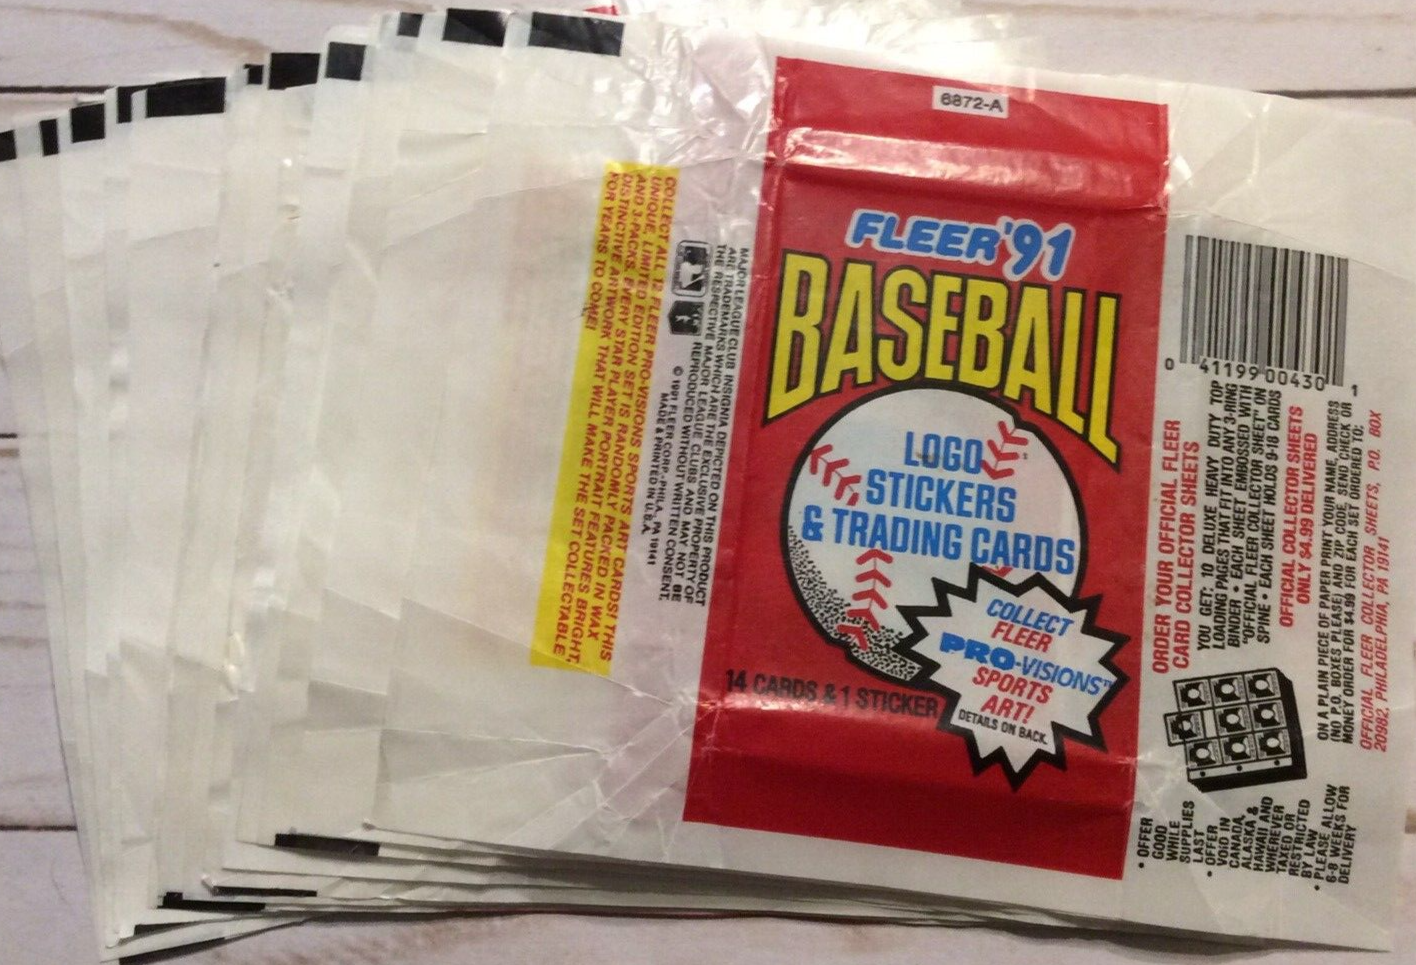 6872-A
FLEER '91
BASEBALL
LOGO
STICKERS
& TRADING CARDS
COLLECT
FLEER
PRO-VISIONS™
SPORTS
ART!
DETAILS ON BACK.
14 CARDS & 1 STICKER
COLLECT ALL 12 FLEER PRO-VISIONS SPORTS ART CARDS! THIS
UNIQUE, LIMITED EDITION SET IS RANDOMLY PACKED IN WAX
AND 3-PACKS. EVERY STAR PLAYER PORTRAIT FEATURES BRIGHT,
DISTINCTIVE ARTWORK THAT WILL MAKE THE SET COLLECTABLE
FOR YEARS TO COME!
MAJOR LEAGUE CLUB INSIGNIA DEPICTED ON THIS PRODUCT
ARE TRADEMARKS WHICH ARE THE EXCLUSIVE PROPERTY OF
THE RESPECTIVE MAJOR LEAGUE CLUBS AND MAY NOT BE
REPRODUCED WITHOUT WRITTEN CONSENT.
© 1991 FLEER CORP.-PHILA., PA 19141
MADE & PRINTED IN U.S.A.
0 41199 00430 1
ORDER YOUR OFFICIAL FLEER
CARD COLLECTOR SHEETS
YOU GET: 10 DELUXE HEAVY DUTY TOP
LOADING PAGES THAT FIT INTO ANY 3-RING
BINDER • EACH SHEET EMBOSSED WITH
"OFFICIAL FLEER COLLECTOR SHEET" ON
SPINE • EACH SHEET HOLDS 9-18 CARDS
OFFICIAL COLLECTOR SHEETS
ONLY $4.99 DELIVERED
ON A PLAIN PIECE OF PAPER PRINT YOUR NAME, ADDRESS
(NO P.O. BOXES PLEASE) AND ZIP CODE, SEND CHECK OR
MONEY ORDER FOR $4.99 FOR EACH SET ORDERED TO:
OFFICIAL FLEER COLLECTOR SHEETS, P.O. BOX
20982, PHILADELPHIA, PA 19141
• OFFER
GOOD
WHILE
SUPPLIES
LAST
• OFFER
VOID IN
CANADA,
ALASKA &
HAWAII AND
WHEREVER
TAXED OR
RESTRICTED
BY LAW
• PLEASE ALLOW
6-8 WEEKS FOR
DELIVERY